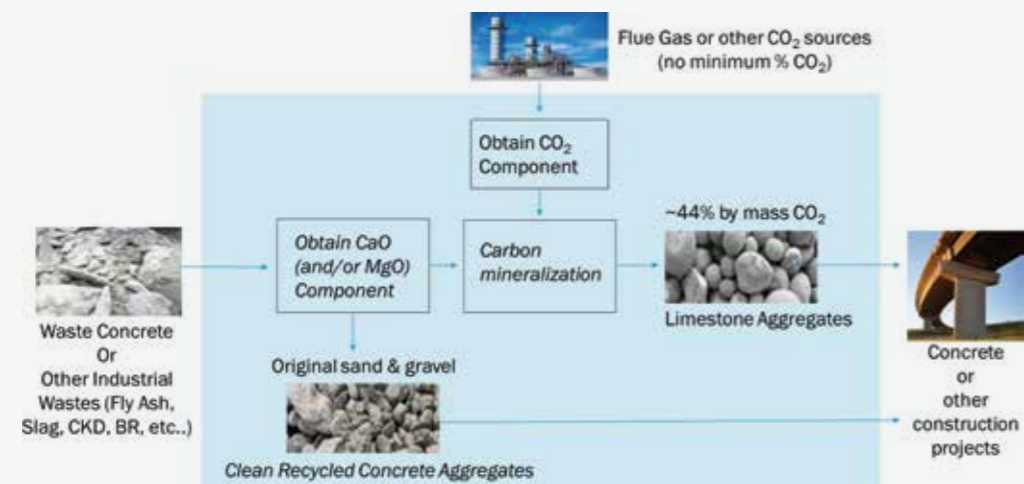 Flue Gas or other CO₂ sources
(no minimum % CO₂)
Obtain CO₂
Component
~44% by mass CO₂
Obtain CaO
(and/or MgO)
Component
Carbon
mineralization
Limestone Aggregates
Waste Concrete
Or
Other Industrial
Wastes (Fly Ash,
Slag, CKD, BR, etc..)
Original sand & gravel
Clean Recycled Concrete Aggregates
Concrete
or
other
construction
projects